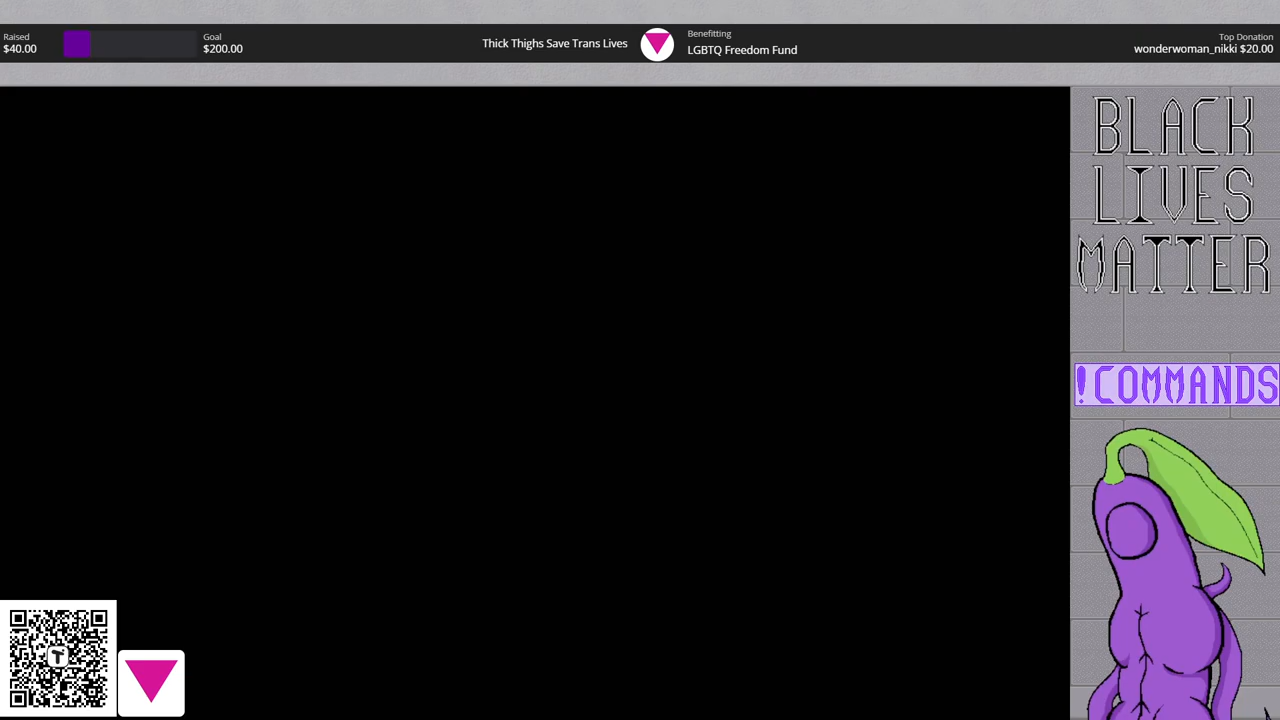 Raised
$40.00
Goal
$200.00
Thick Thighs Save Trans Lives
Benefitting
LGBTQ Freedom Fund
Top Donation
wonderwoman_nikki $20.00
BLACK
LIVES
MATTER
!COMMANDS
T